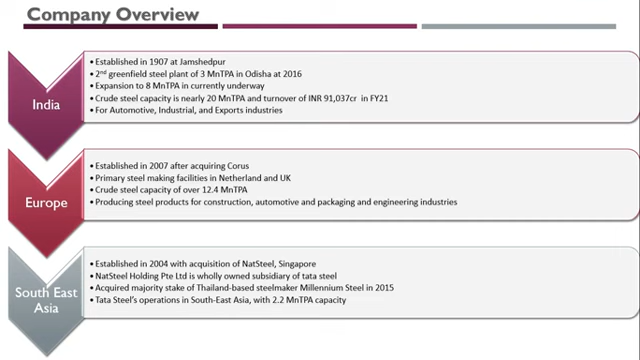 Company Overview
India
• Established in 1907 at Jamshedpur
• 2nd greenfield steel plant of 3 MnTPA in Odisha at 2016
• Expansion to 8 MnTPA in currently underway
• Crude steel capacity is nearly 20 MnTPA and turnover of INR 91,037cr in FY21
• For Automotive, Industrial, and Exports industries
Europe
• Established in 2007 after acquiring Corus
• Primary steel making facilities in Netherland and UK
• Crude steel capacity of over 12.4 MnTPA
• Producing steel products for construction, automotive and packaging and engineering industries
South East
Asia
• Established in 2004 with acquisition of NatSteel, Singapore
• NatSteel Holding Pte Ltd is wholly owned subsidiary of tata steel
• Acquired majority stake of Thailand-based steelmaker Millennium Steel in 2015
• Tata Steel's operations in South-East Asia, with 2.2 MnTPA capacity